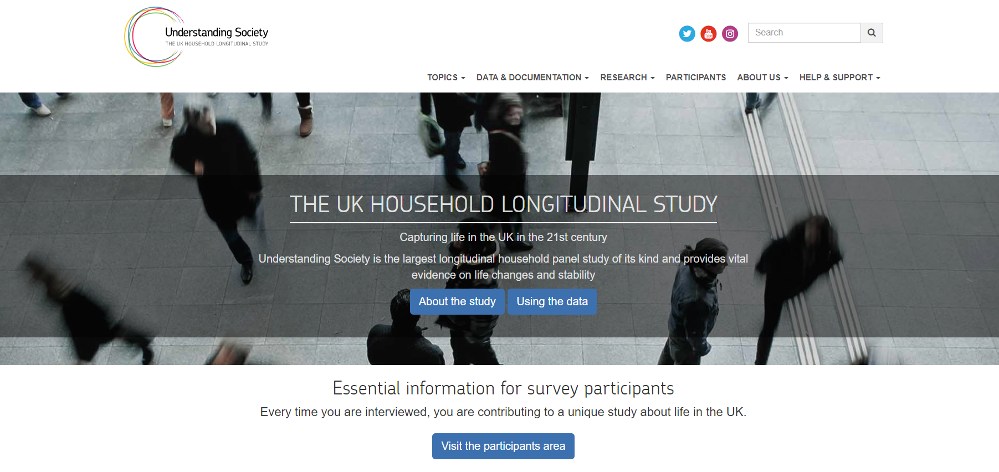 Understanding Society
THE UK HOUSEHOLD LONGITUDINAL STUDY
You Tube
Search
TOPICS
DATA & DOCUMENTATION
RESEARCH
PARTICIPANTS
ABOUT US
HELP & SUPPORT
THE UK HOUSEHOLD LONGITUDINAL STUDY
Capturing life in the UK in the 21st century
Understanding Society is the largest longitudinal household panel study of its kind and provides vital
evidence on life changes and stability
About the study
Using the data
Essential information for survey participants
Every time you are interviewed, you are contributing to a unique study about life in the UK.
Visit the participants area